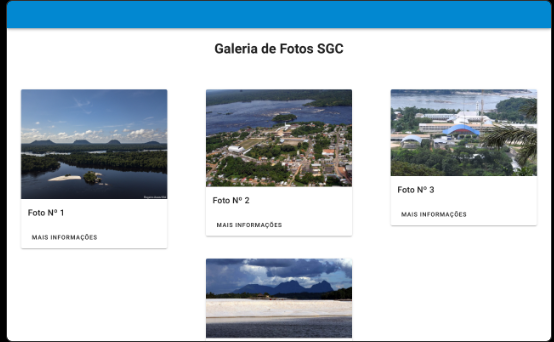 Galeria de Fotos SGC
Foto Nº 1
MAIS INFORMAÇÕES
Foto Nº 2
MAIS INFORMAÇÕES
Foto Nº 3
MAIS INFORMAÇÕES